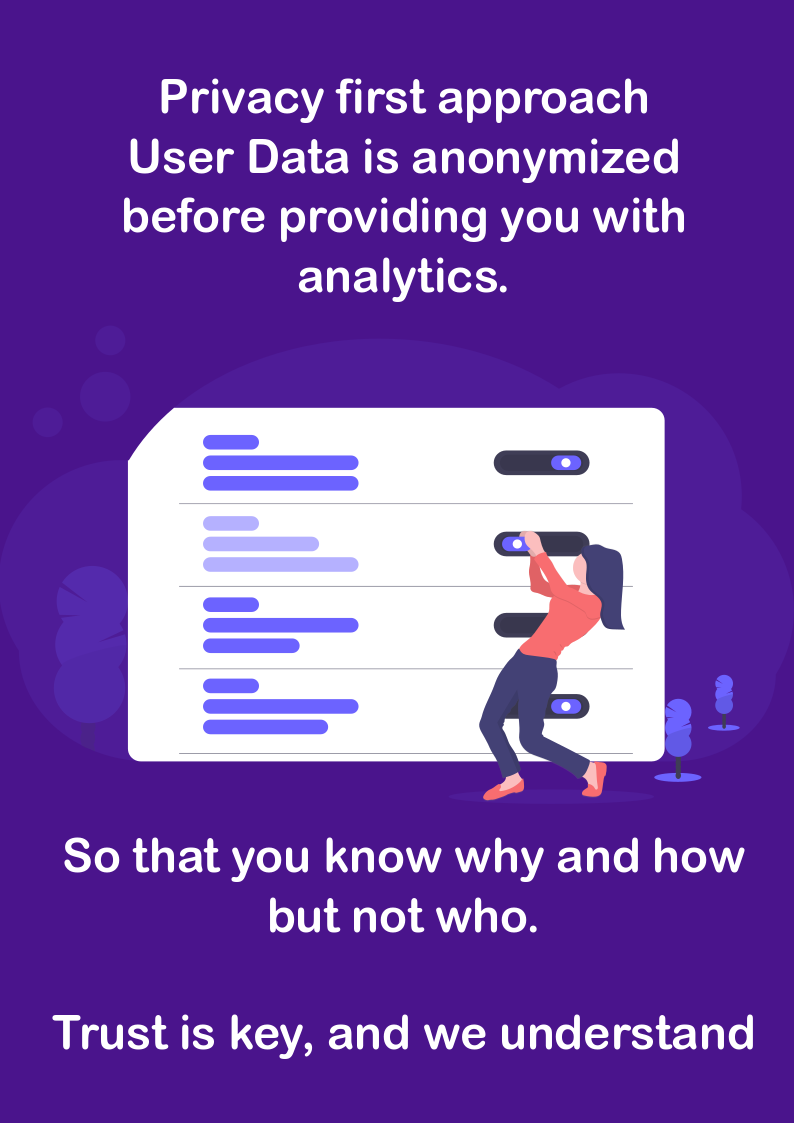 Privacy first approach
User Data is anonymized
before providing you with
analytics.
So that you know why and how
but not who.
Trust is key, and we understand